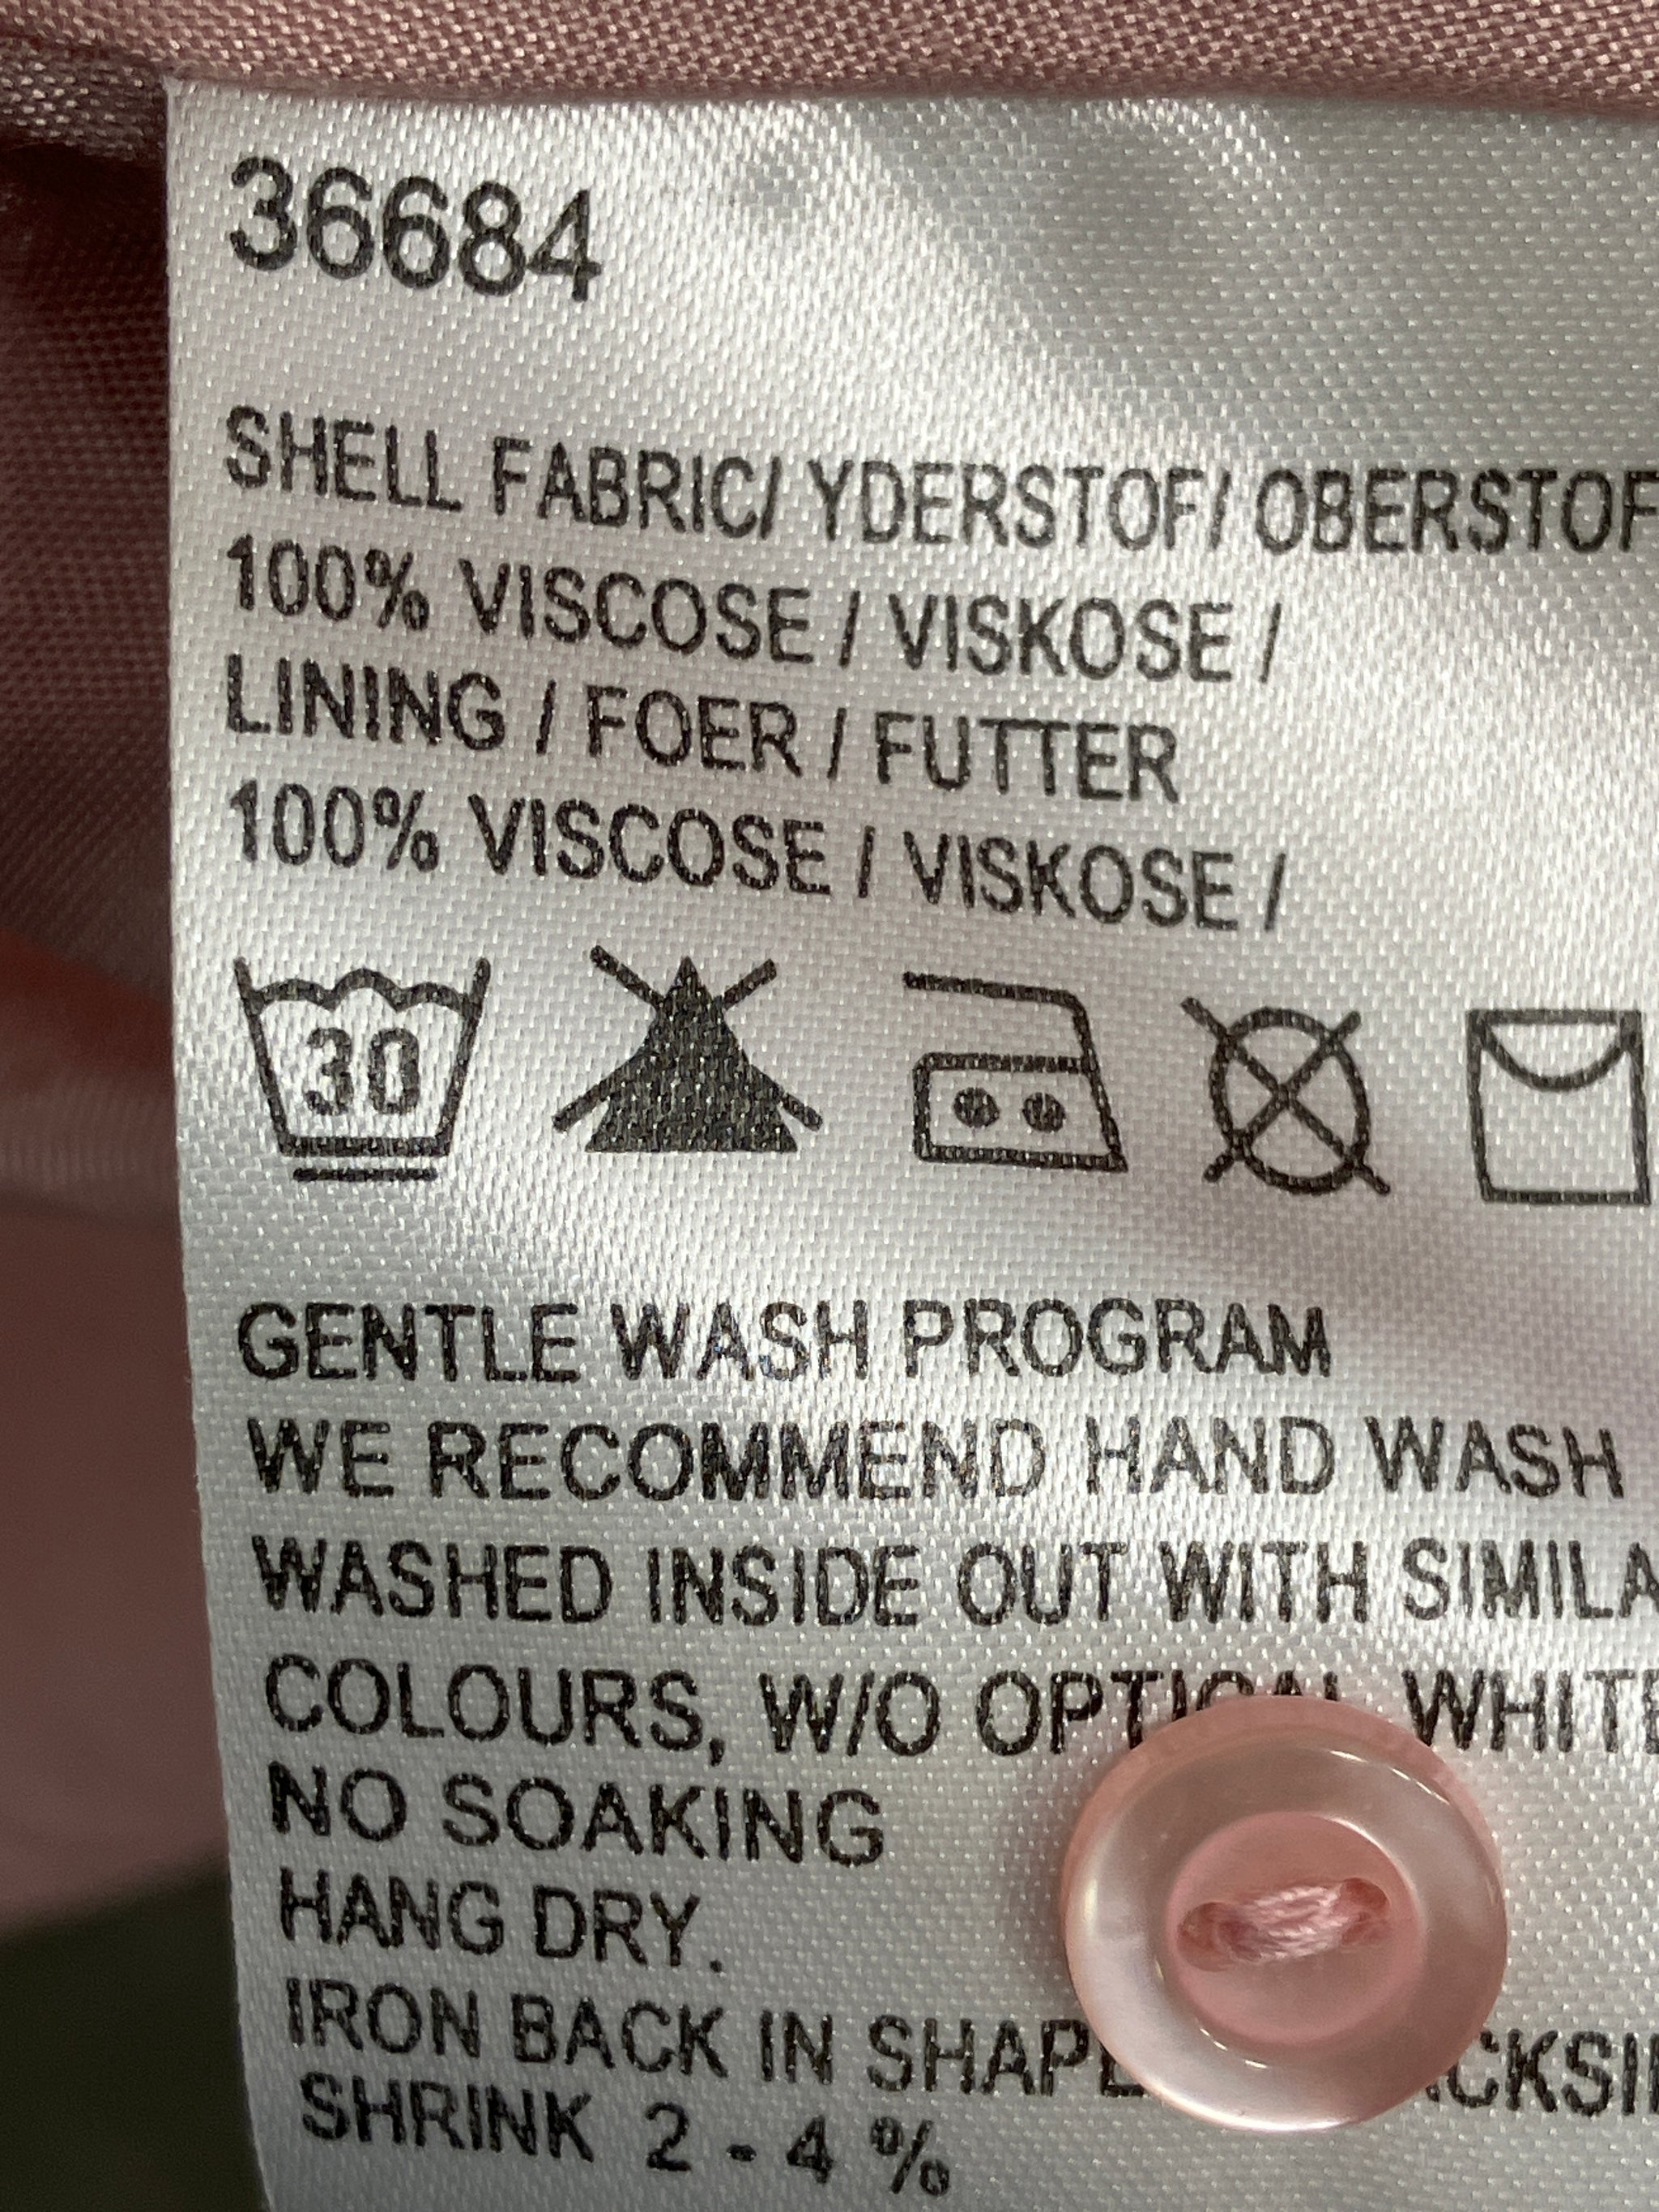 36684
SHELL FABRIC/ YDERSTOF/ OBERSTOF
100% VISCOSE / VISKOSE /
LINING / FOER / FUTTER
100% VISCOSE / VISKOSE /
30
GENTLE WASH PROGRAM
WE RECOMMEND HAND WASH
WASHED INSIDE OUT WITH SIMILA
COLOURS, W/O OPTICAL WHITE
NO SOAKING
HANG DRY.
IRON BACK IN SHAPE
SHRINK 2 - 4 %